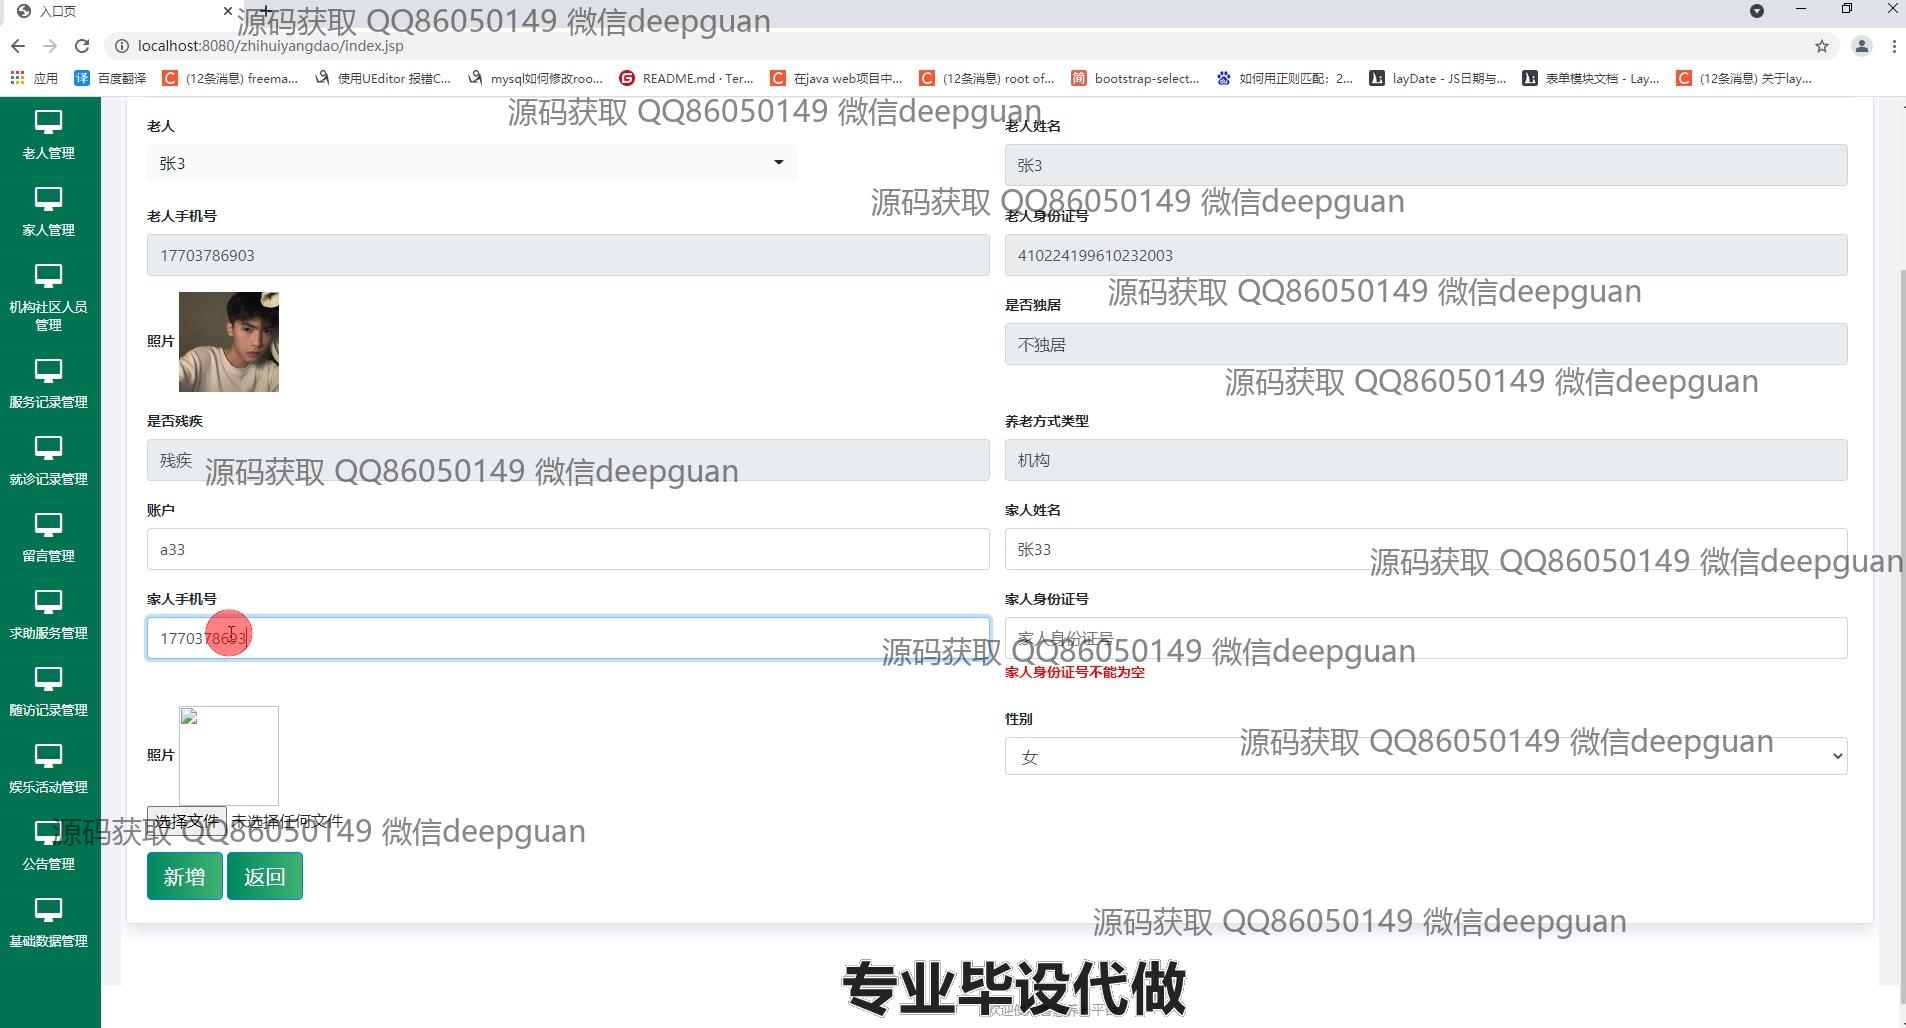 入口页
源码获取 QQ86050149 微信deepguan
localhost:8080/zhihuiyangdao/index.jsp
应用
百度翻译
(12条消息) freema...
使用UEditor 报错C...
mysql如何修改roo...
README.md · Ter...
在java web项目中...
(12条消息) root of...
bootstrap-select...
如何用正则匹配：2...
layDate - JS日期与...
表单模块文档 - Lay...
(12条消息) 关于lay...
源码获取 QQ86050149 微信deepguan
老人管理
家人管理
机构社区人员
管理
服务记录管理
就诊记录管理
留言管理
求助服务管理
随访记录管理
娱乐活动管理
公告管理
基础数据管理
老人
张3
老人姓名
张3
源码获取 QQ86050149 微信deepguan
老人手机号
17703786903
老人身份证号
410224199610232003
源码获取 QQ86050149 微信deepguan
照片
是否独居
不独居
源码获取 QQ86050149 微信deepguan
是否残疾
残疾
养老方式类型
机构
源码获取 QQ86050149 微信deepguan
账户
a33
家人姓名
张33
源码获取 QQ86050149 微信deepguan
家人手机号
1770378693
家人身份证号
家人身份证号
源码获取 QQ86050149 微信deepguan
家人身份证号不能为空
照片
性别
女
源码获取 QQ86050149 微信deepguan
选择文件 未选择任何文件
源码获取 QQ86050149 微信deepguan
新增
返回
源码获取 QQ86050149 微信deepguan
专业毕设代做